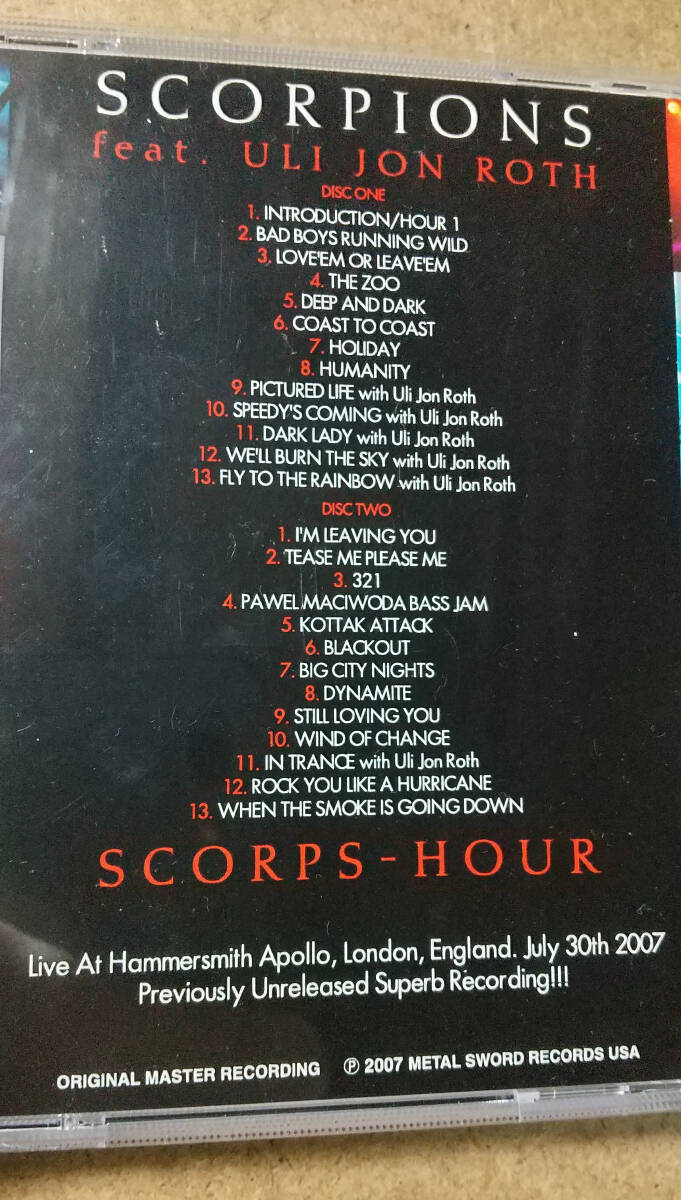 SCORPIONS
feat. ULI JON ROTH
DISC ONE
1. INTRODUCTION/HOUR 1
2. BAD BOYS RUNNING WILD
3. LOVE'EM OR LEAVE'EM
4. THE ZOO
5. DEEP AND DARK
6. COAST TO COAST
7. HOLIDAY
8. HUMANITY
9. PICTURED LIFE with Uli Jon Roth
10. SPEEDY'S COMING with Uli Jon Roth
11. DARK LADY with Uli Jon Roth
12. WE'LL BURN THE SKY with Uli Jon Roth
13. FLY TO THE RAINBOW with Uli Jon Roth
DISC TWO
1. I'M LEAVING YOU
2. TEASE ME PLEASE ME
3. 321
4. PAWEL MACIWODA BASS JAM
5. KOTTAK ATTACK
6. BLACKOUT
7. BIG CITY NIGHTS
8. DYNAMITE
9. STILL LOVING YOU
10. WIND OF CHANGE
11. IN TRANCE with Uli Jon Roth
12. ROCK YOU LIKE A HURRICANE
13. WHEN THE SMOKE IS GOING DOWN
SCORPS-HOUR
Live At Hammersmith Apollo, London, England. July 30th 2007
Previously Unreleased Superb Recording!!!
ORIGINAL MASTER RECORDING ℗ 2007 METAL SWORD RECORDS USA